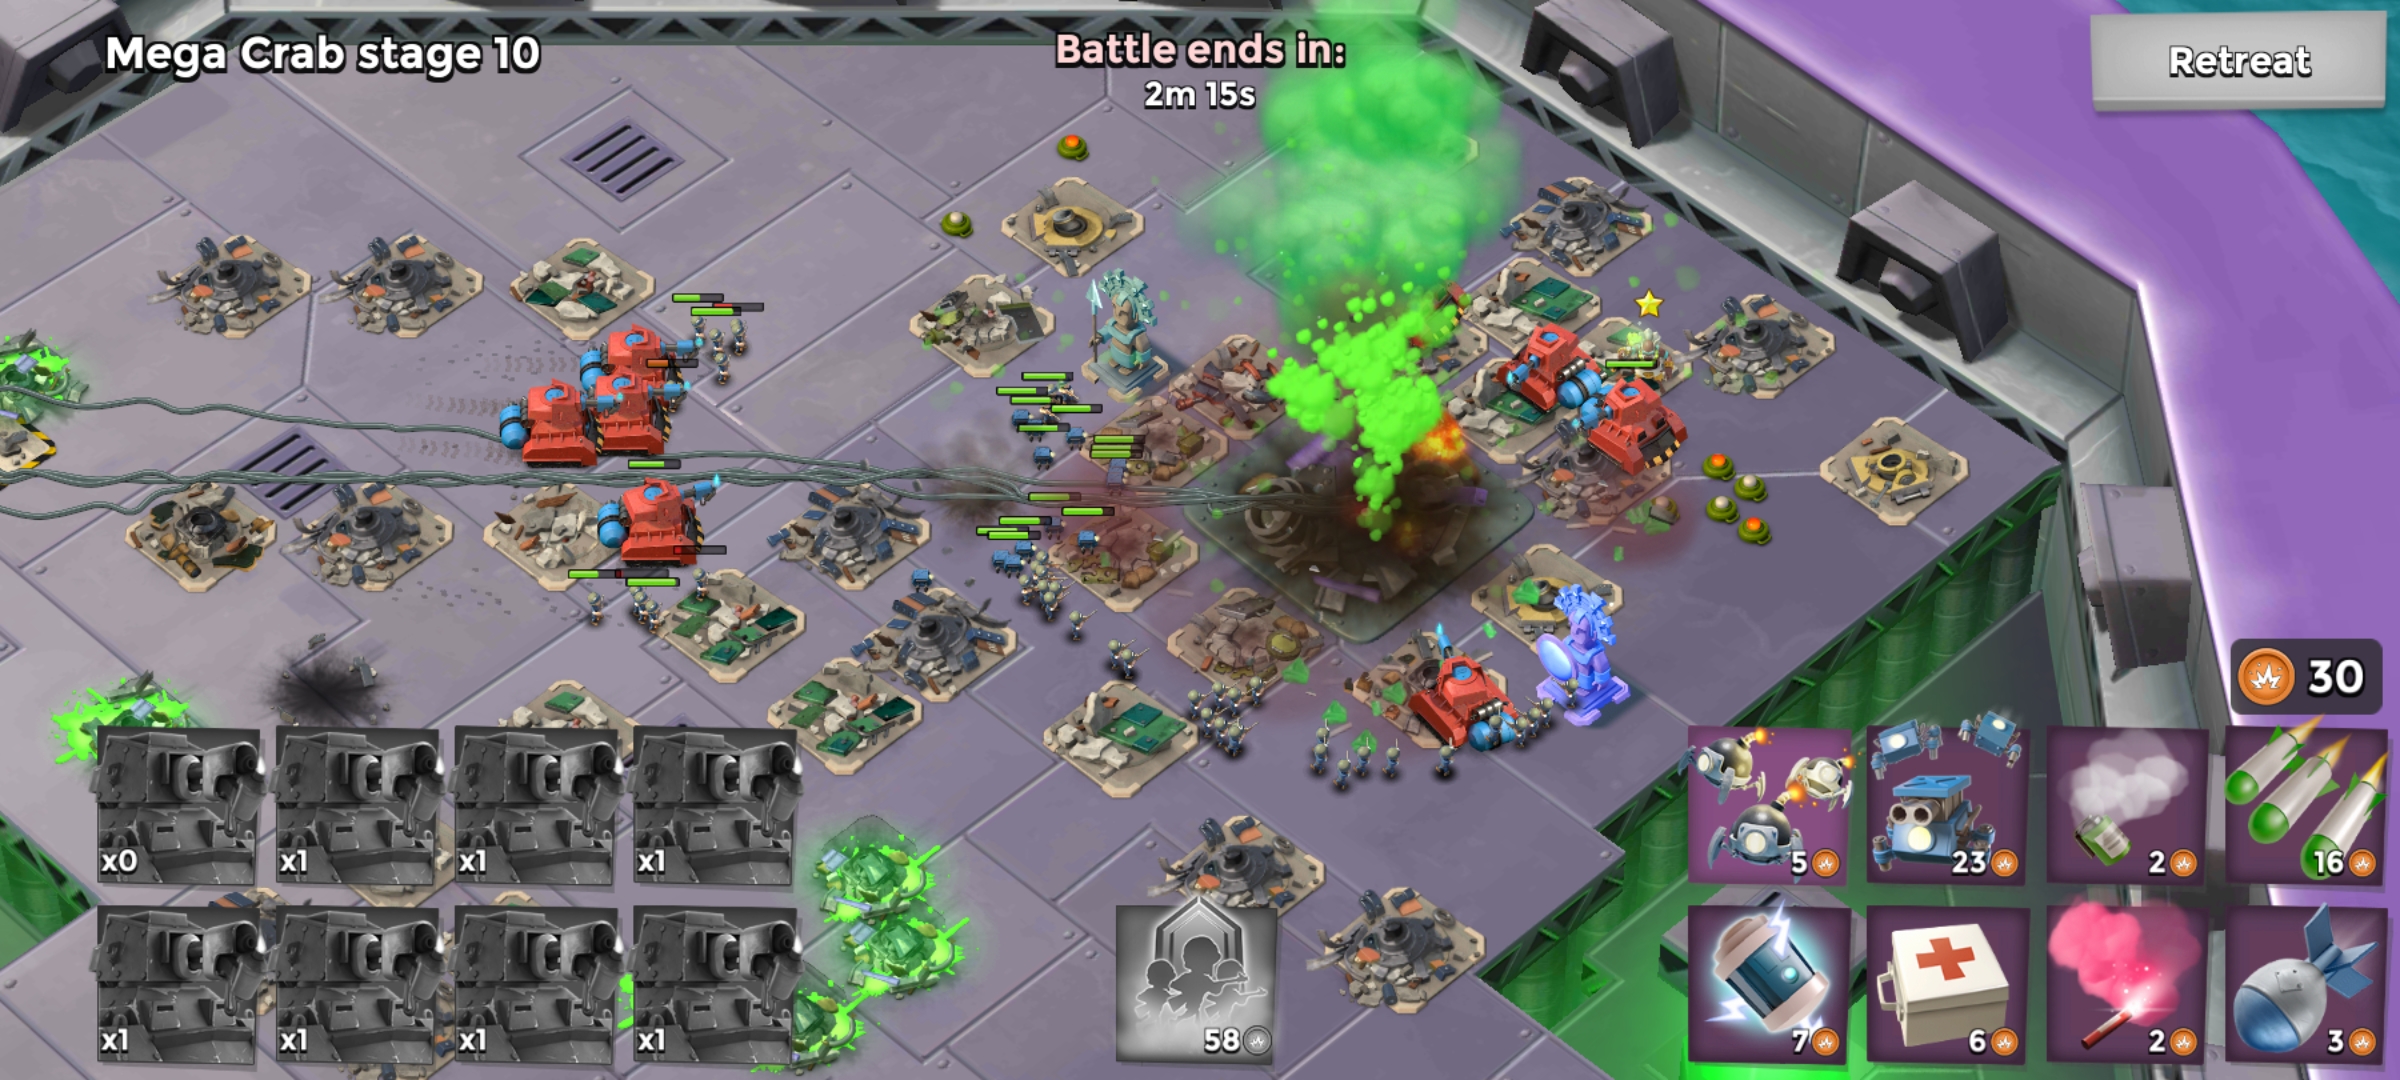 Mega Crab stage 10
Battle ends in:
2m 15s
Retreat
30
x0
x1
x1
x1
5
23
2
16
x1
x1
x1
x1
58
7
6
2
3